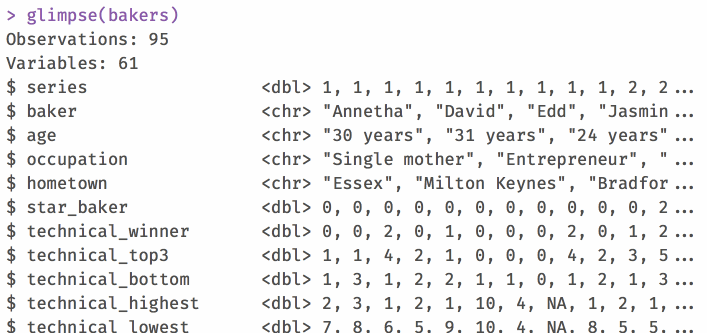 > glimpse(bakers)
Observations: 95
Variables: 61
$ series <dbl> 1, 1, 1, 1, 1, 1, 1, 1, 1, 1, 2, 2…
$ baker <chr> "Annetha", "David", "Edd", "Jasmin…
$ age <chr> "30 years", "31 years", "24 years"…
$ occupation <chr> "Single mother", "Entrepreneur", "…
$ hometown <chr> "Essex", "Milton Keynes", "Bradfor…
$ star_baker <dbl> 0, 0, 0, 0, 0, 0, 0, 0, 0, 0, 0, 2…
$ technical_winner <dbl> 0, 0, 2, 0, 1, 0, 0, 0, 2, 0, 1, 2…
$ technical_top3 <dbl> 1, 1, 4, 2, 1, 0, 0, 0, 4, 2, 3, 5…
$ technical_bottom <dbl> 1, 3, 1, 2, 2, 1, 1, 0, 1, 2, 1, 3…
$ technical_highest <dbl> 2, 3, 1, 2, 1, 10, 4, NA, 1, 2, 1,…
$ technical_lowest <dbl> 7, 8, 6, 5, 9, 10, 4, NA, 8, 5, 5,…